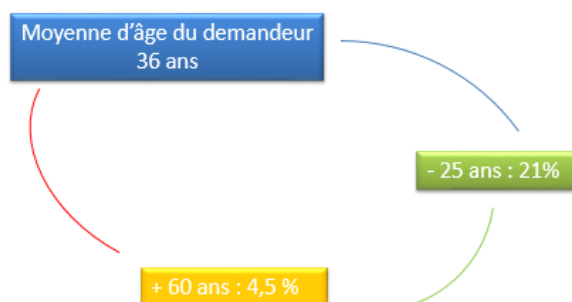 Moyenne d'âge du demandeur
36 ans
- 25 ans : 21%
+ 60 ans : 4,5 %